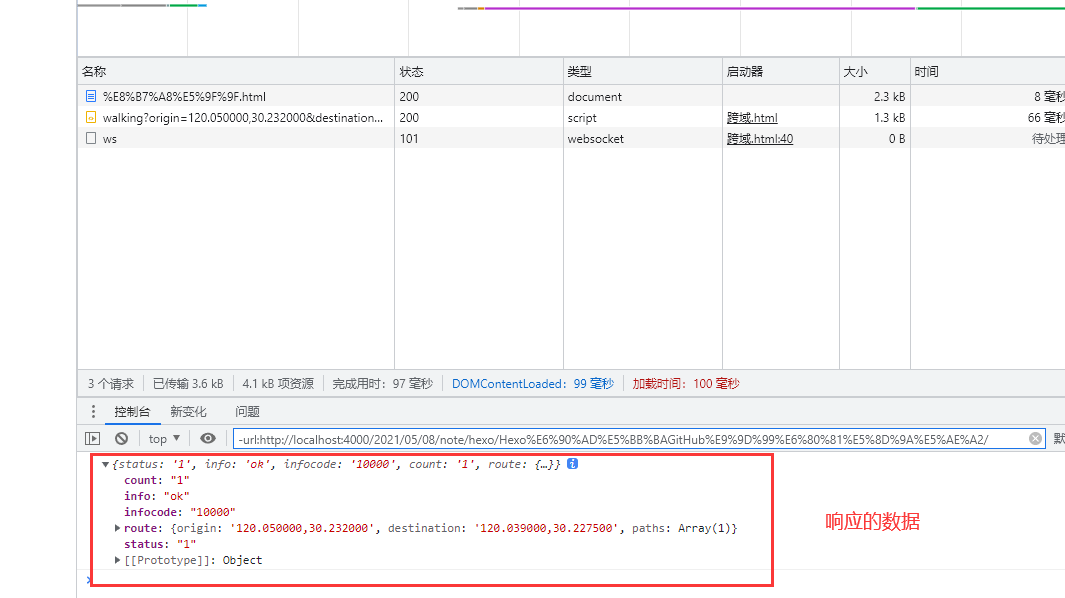 名称 状态 类型 启动器 大小 时间
%E8%B7%A8%E5%9F%9F.html 200 document 2.3 kB 8 毫秒
walking?origin=120.050000,30.232000&destination... 200 script 跨域.html 1.3 kB 66 毫秒
ws 101 websocket 跨域.html:40 0 B 待处理
3 个请求 已传输 3.6 kB 4.1 kB 项资源 完成用时: 97 毫秒 DOMContentLoaded: 99 毫秒 加载时间: 100 毫秒
控制台 新变化 问题
top -url:http://localhost:4000/2021/05/08/note/hexo/Hexo%E6%90%AD%E5%BB%BAGitHub%E9%9D%99%E6%80%81%E5%8D%9A%E5%AE%A2/ 默
{status: '1', info: 'ok', infocode: '10000', count: '1', route: {…}}
count: "1"
info: "ok"
infocode: "10000"
route: {origin: '120.050000,30.232000', destination: '120.039000,30.227500', paths: Array(1)}
status: "1"
[[Prototype]]: Object
响应的数据